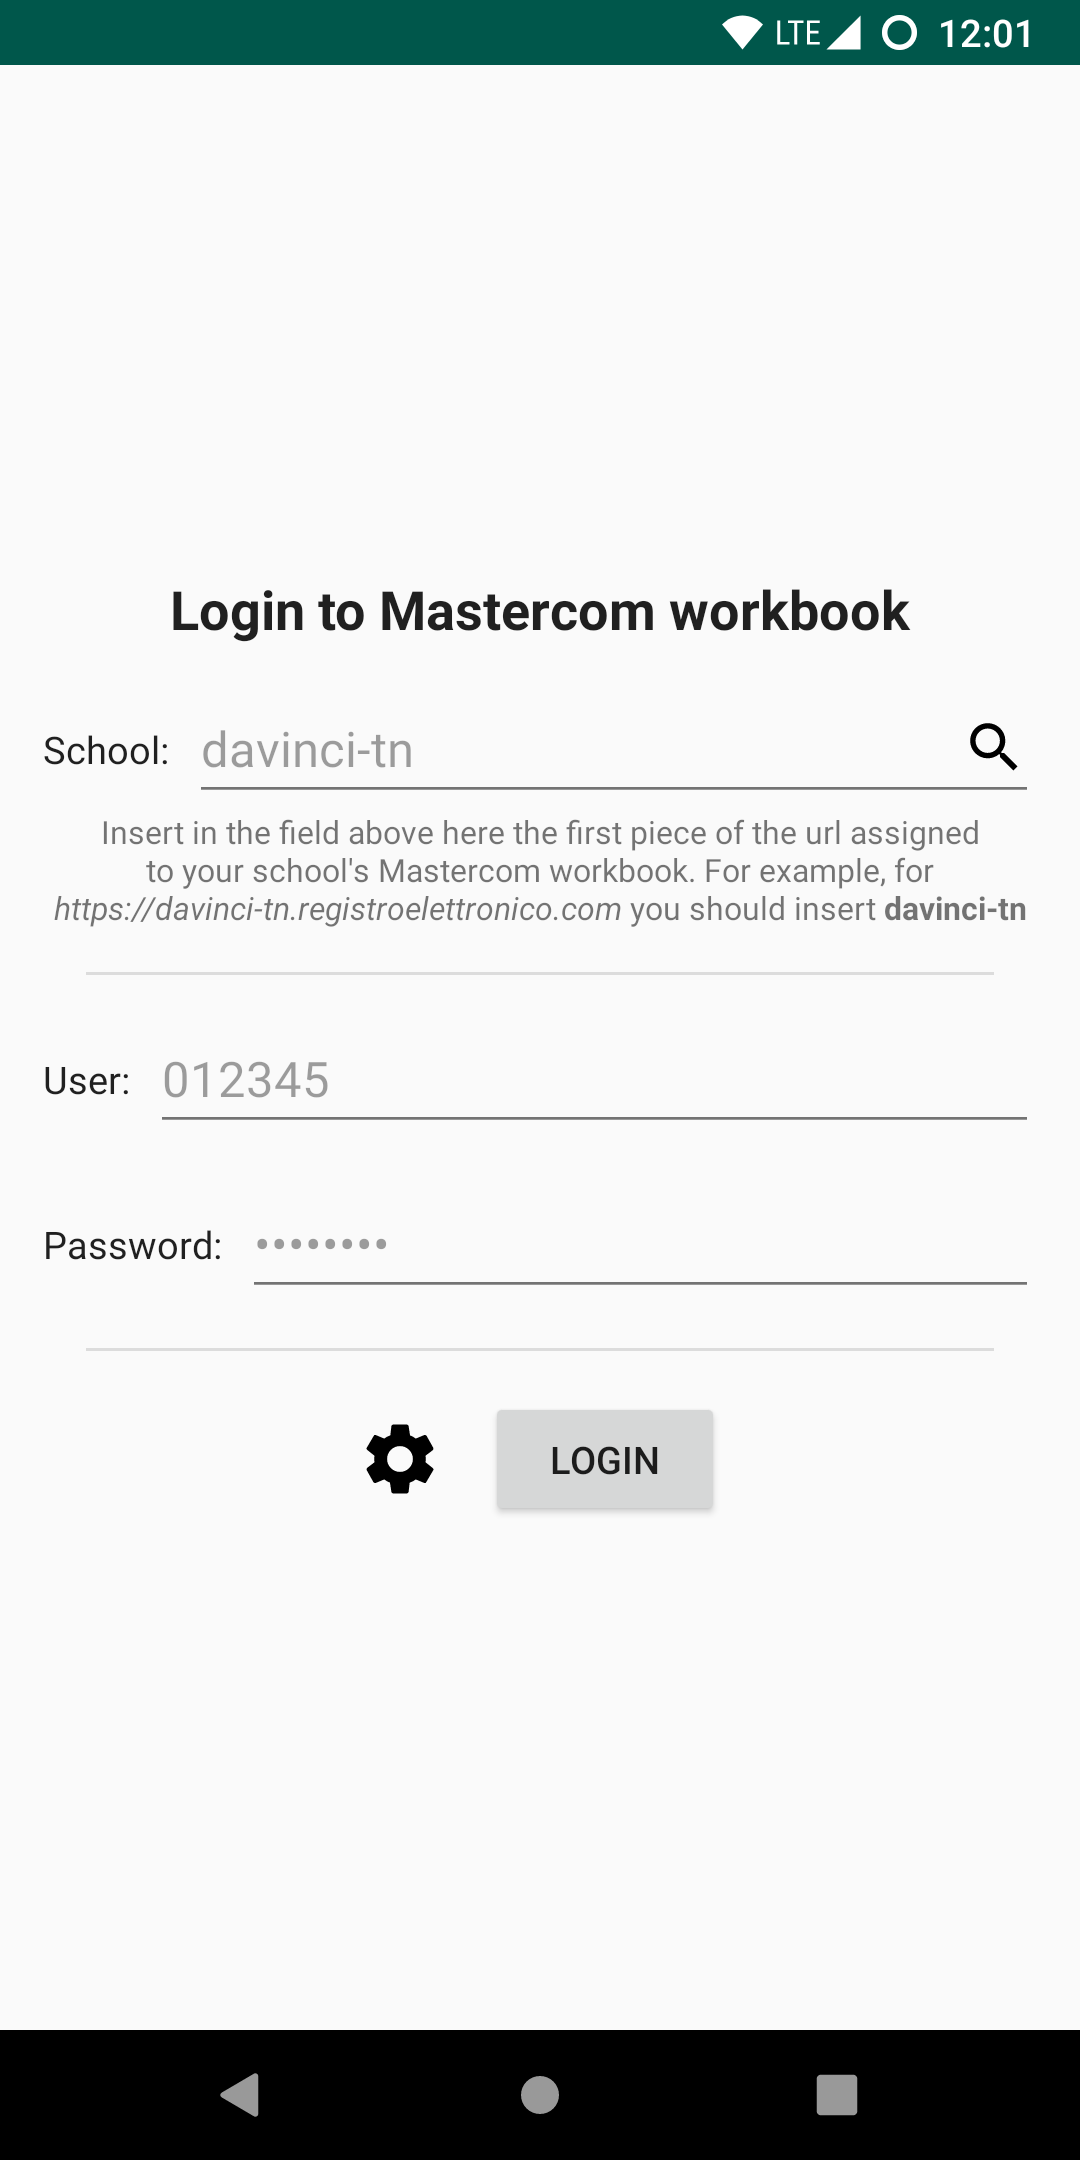 LTE 12:01
Login to Mastercom workbook
School: davinci-tn
Insert in the field above here the first piece of the url assigned
to your school's Mastercom workbook. For example, for
https://davinci-tn.registroelettronico.com you should insert davinci-tn
User: 012345
Password: ••••••••
LOGIN